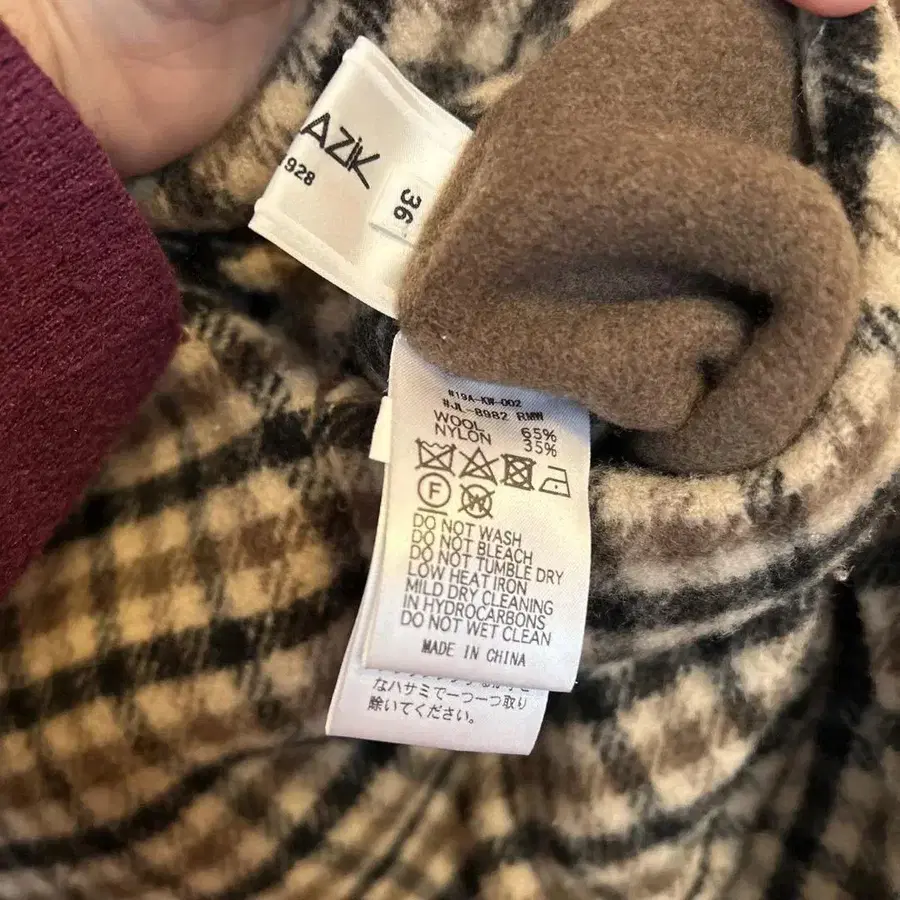 AZIK
928
36
#19A-KW-002
#JL-8982 RMW
WOOL 65%
NYLON 35%
F
W
DO NOT WASH
DO NOT BLEACH
DO NOT TUMBLE DRY
LOW HEAT IRON
MILD DRY CLEANING
IN HYDROCARBONS
DO NOT WET CLEAN
MADE IN CHINA
なハサミで一つ一つ取り
除いてください。